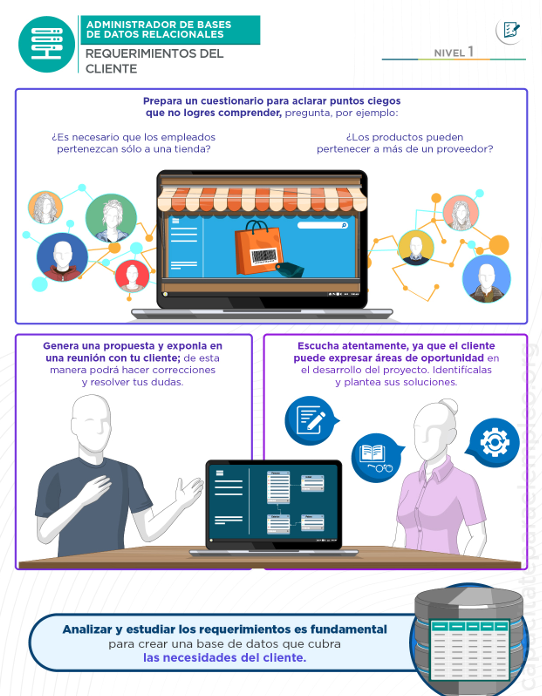 ADMINISTRADOR DE BASES
DE DATOS RELACIONALES
REQUERIMIENTOS DEL
CLIENTE
NIVEL 1
Prepara un cuestionario para aclarar puntos ciegos
que no logres comprender, pregunta, por ejemplo:
¿Es necesario que los empleados
pertenezcan sólo a una tienda?
¿Los productos pueden
pertenecer a más de un proveedor?
Genera una propuesta y exponla en
una reunión con tu cliente; de esta
manera podrá hacer correcciones
y resolver tus dudas.
Escucha atentamente, ya que el cliente
puede expresar áreas de oportunidad en
el desarrollo del proyecto. Identifícalas
y plantea sus soluciones.
Analizar y estudiar los requerimientos es fundamental
para crear una base de datos que cubra
las necesidades del cliente.